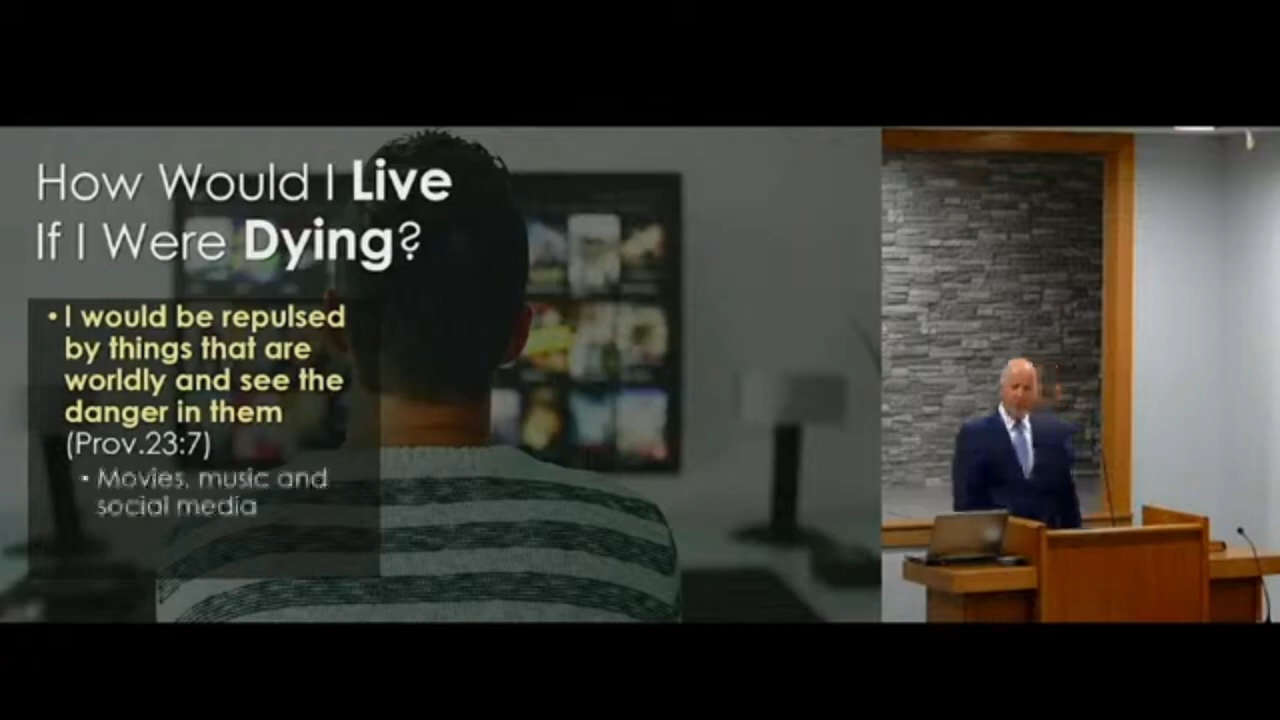 How Would I Live
If I Were Dying?
• I would be repulsed
by things that are
worldly and see the
danger in them
(Prov.23:7)
▪ Movies, music and
social media